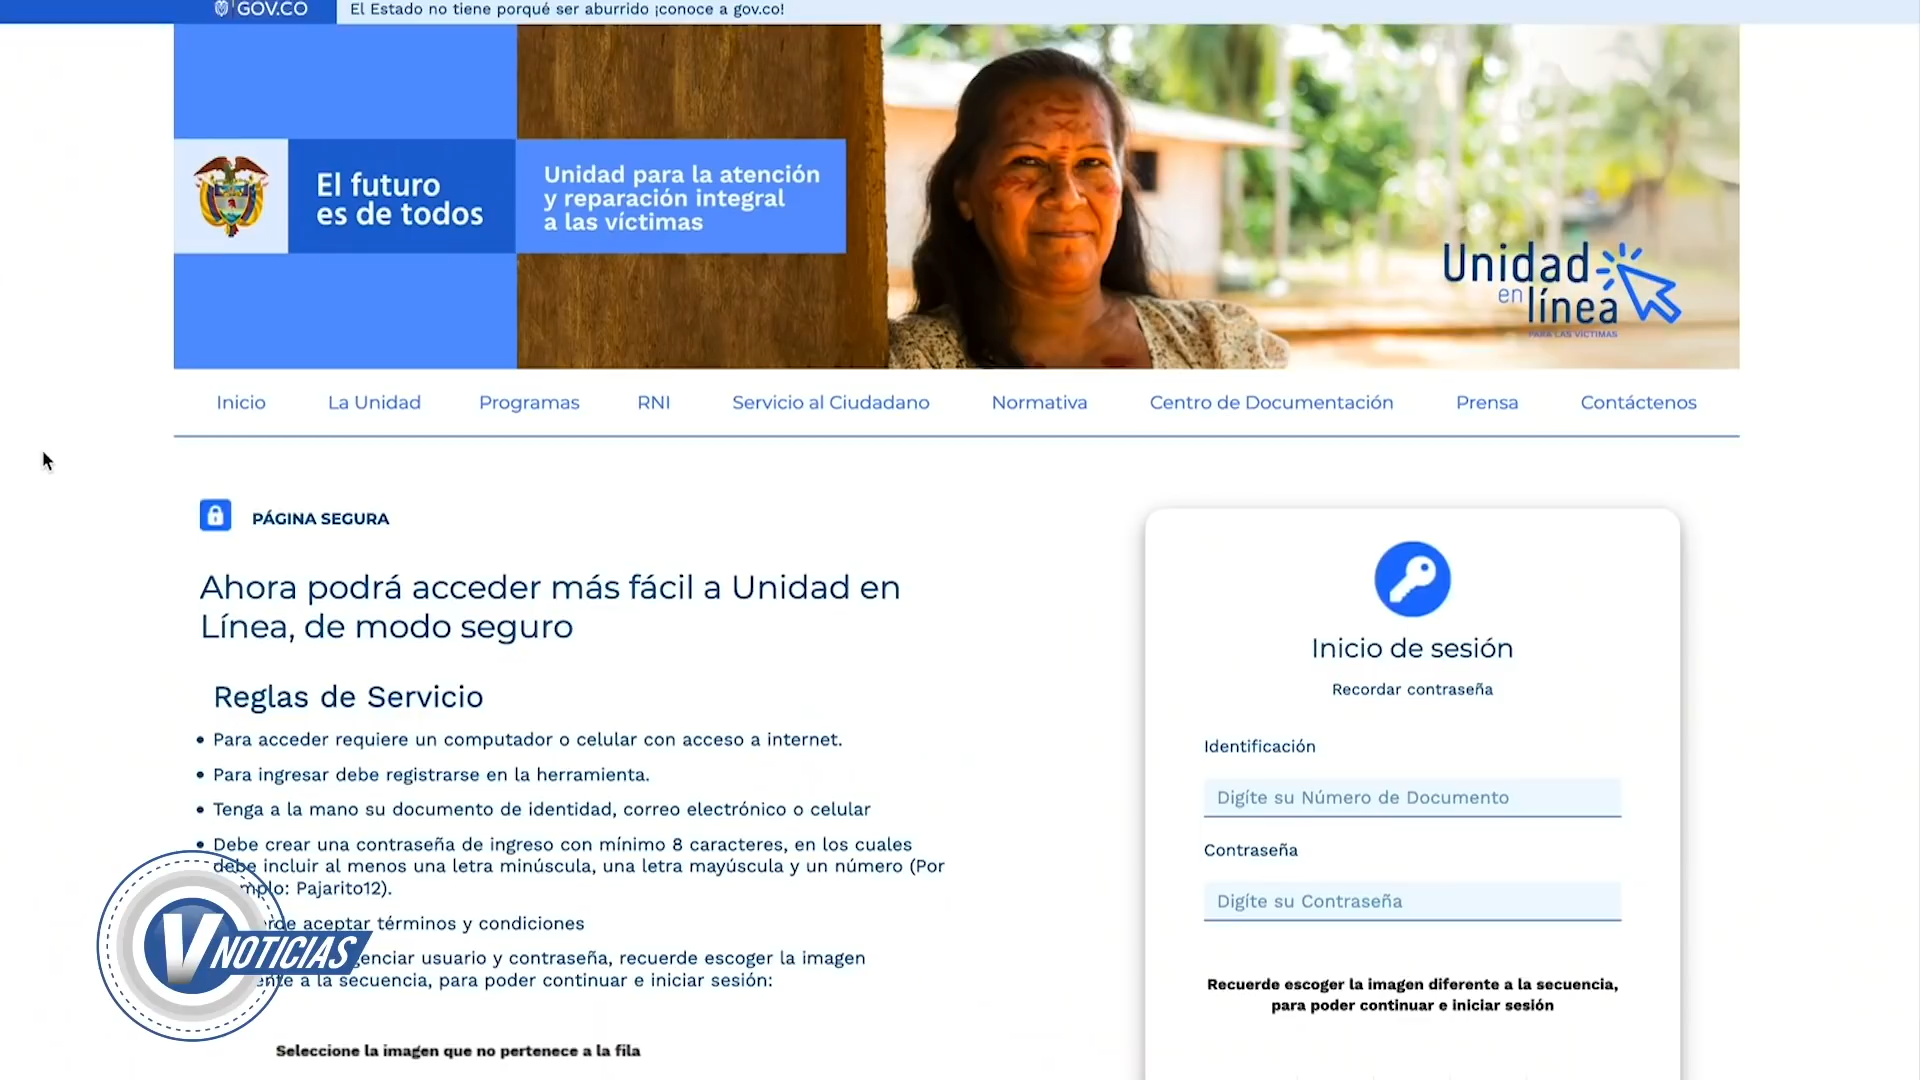 GOV.CO
El Estado no tiene porqué ser aburrido ¡conoce a gov.co!
El futuro
es de todos
Unidad para la atención
y reparación integral
a las víctimas
Unidad
en línea
PARA LAS VÍCTIMAS
Inicio La Unidad Programas RNI Servicio al Ciudadano Normativa Centro de Documentación Prensa Contáctenos
PÁGINA SEGURA
Ahora podrá acceder más fácil a Unidad en
Línea, de modo seguro
Reglas de Servicio
Para acceder requiere un computador o celular con acceso a internet.
Para ingresar debe registrarse en la herramienta.
Tenga a la mano su documento de identidad, correo electrónico o celular
Debe crear una contraseña de ingreso con mínimo 8 caracteres, en los cuales
debe incluir al menos una letra minúscula, una letra mayúscula y un número (Por
Pajarito12).
aceptar términos y condiciones
usuario y contraseña, recuerde escoger la imagen
a la secuencia, para poder continuar e iniciar sesión:
Seleccione la imagen que no pertenece a la fila
V NOTICIAS
Inicio de sesión
Recordar contraseña
Identificación
Digíte su Número de Documento
Contraseña
Digíte su Contraseña
Recuerde escoger la imagen diferente a la secuencia,
para poder continuar e iniciar sesión